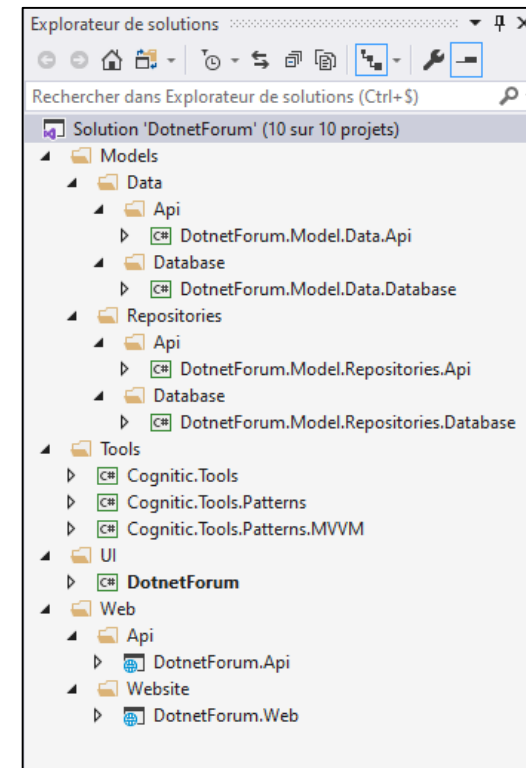 Explorateur de solutions
Rechercher dans Explorateur de solutions (Ctrl+$)
Solution 'DotnetForum' (10 sur 10 projets)
Models
Data
Api
C# DotnetForum.Model.Data.Api
Database
C# DotnetForum.Model.Data.Database
Repositories
Api
C# DotnetForum.Model.Repositories.Api
Database
C# DotnetForum.Model.Repositories.Database
Tools
C# Cognitic.Tools
C# Cognitic.Tools.Patterns
C# Cognitic.Tools.Patterns.MVVM
UI
C# DotnetForum
Web
Api
DotnetForum.Api
Website
DotnetForum.Web